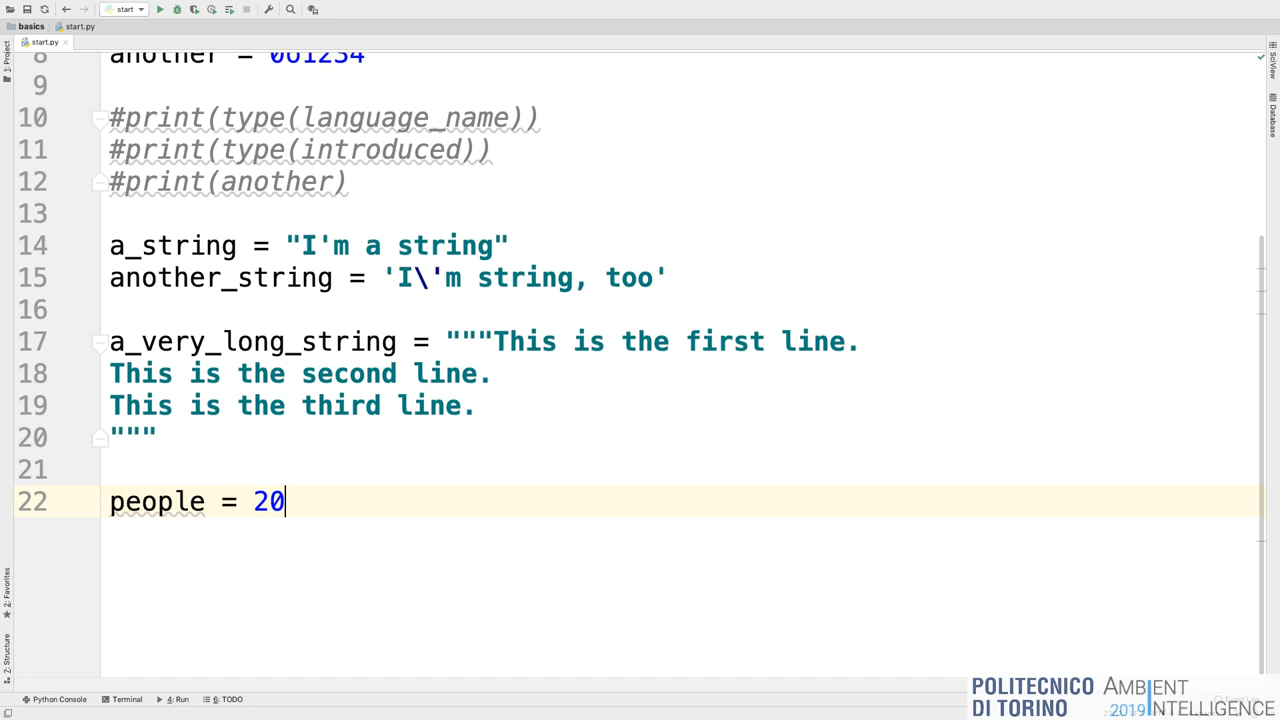 start
basics start.py
start.py
1: Project
SciView
Database
8 another = 0o1234
9
10 #print(type(language_name))
11 #print(type(introduced))
12 #print(another)
13
14 a_string = "I'm a string"
15 another_string = 'I\'m string, too'
16
17 a_very_long_string = """This is the first line.
18 This is the second line.
19 This is the third line.
20 """
21
22 people = 20
2: Favorites
7: Structure
Python Console Terminal 4: Run 6: TODO
POLITECNICO DI TORINO
AMBIENT INTELLIGENCE 2019